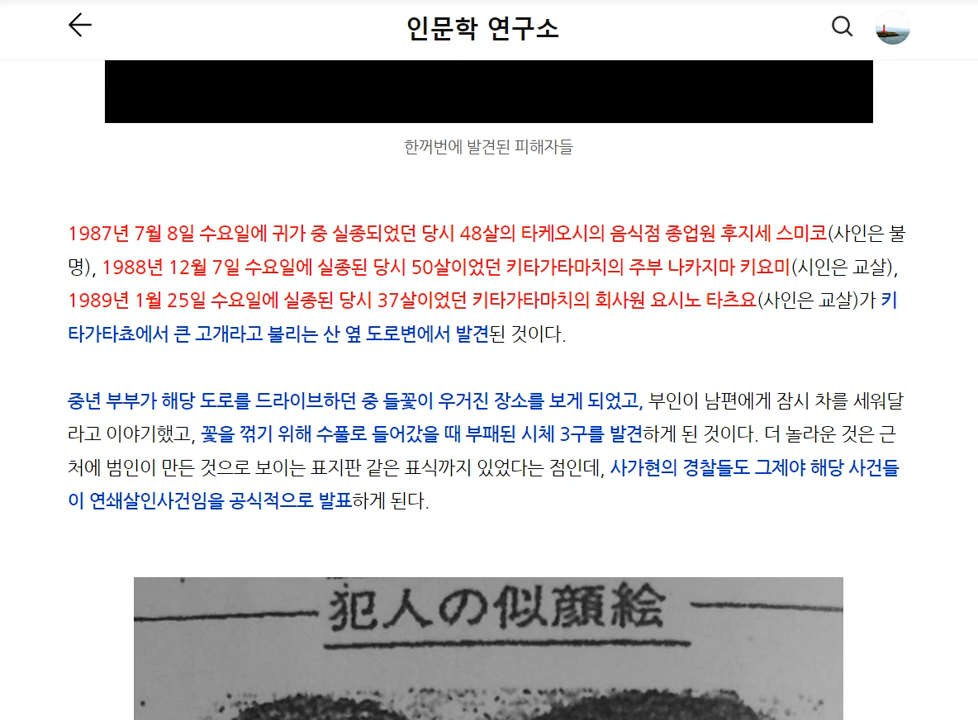 인문학 연구소
한꺼번에 발견된 피해자들
1987년 7월 8일 수요일에 귀가 중 실종되었던 당시 48살의 타케오시의 음식점 종업원 후지세 스미코(사인은 불
명), 1988년 12월 7일 수요일에 실종된 당시 50살이었던 키타가타마치의 주부 나카지마 키요미(시인은 교살),
1989년 1월 25일 수요일에 실종된 당시 37살이었던 키타가타마치의 회사원 요시노 타츠요(사인은 교살)가 키
타가타쵸에서 큰 고개라고 불리는 산 옆 도로변에서 발견된 것이다.
중년 부부가 해당 도로를 드라이브하던 중 들꽃이 우거진 장소를 보게 되었고, 부인이 남편에게 잠시 차를 세워달
라고 이야기했고, 꽃을 꺾기 위해 수풀로 들어갔을 때 부패된 시체 3구를 발견하게 된 것이다. 더 놀라운 것은 근
처에 범인이 만든 것으로 보이는 표지판 같은 표식까지 있었다는 점인데, 사가현의 경찰들도 그제야 해당 사건들
이 연쇄살인사건임을 공식적으로 발표하게 된다.
犯人の似顔絵